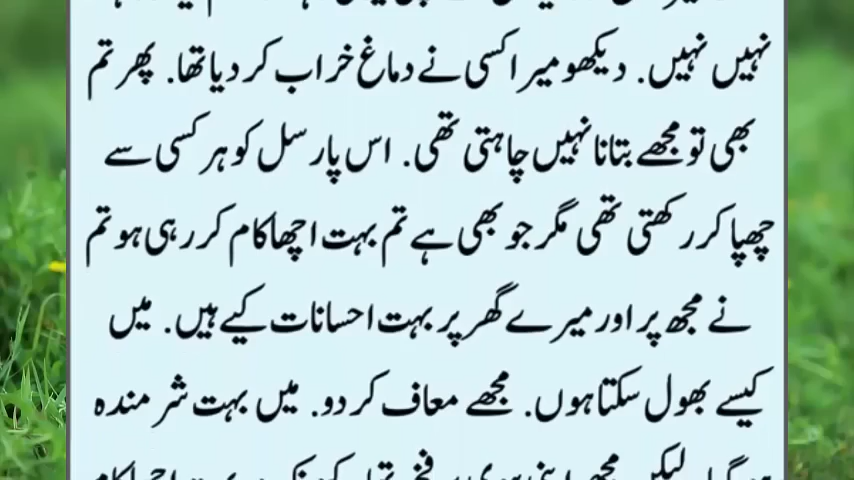 نہیں نہیں. دیکھو میرا کسی نے دماغ خراب کر دیا تھا. پھر تم
بھی تو مجھے بتانا نہیں چاہتی تھی. اس پارسل کو ہر کسی سے
چھپا کر رکھتی تھی مگر جو بھی ہے تم بہت اچھا کام کر رہی ہو تم
نے مجھ پر اور میرے گھر پر بہت احسانات کیے ہیں. میں
کیسے بھول سکتا ہوں. مجھے معاف کر دو. میں بہت شرمندہ